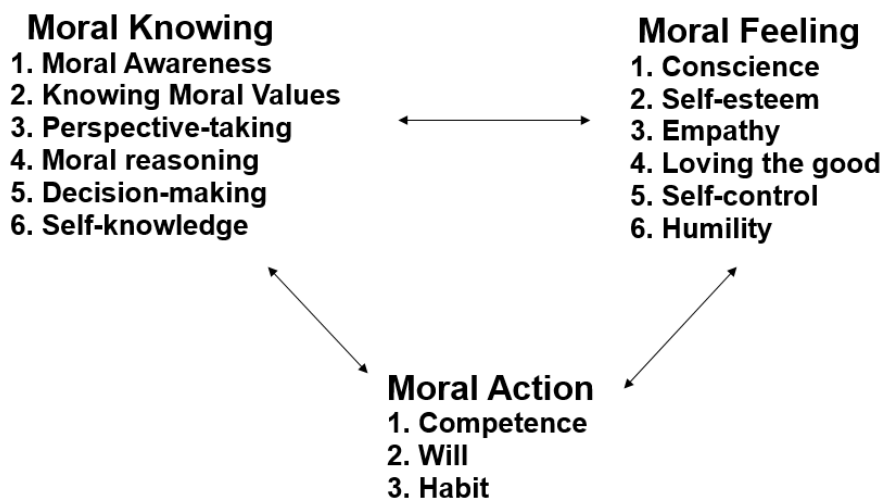 Moral Knowing
1. Moral Awareness
2. Knowing Moral Values
3. Perspective-taking
4. Moral reasoning
5. Decision-making
6. Self-knowledge
Moral Feeling
1. Conscience
2. Self-esteem
3. Empathy
4. Loving the good
5. Self-control
6. Humility
Moral Action
1. Competence
2. Will
3. Habit